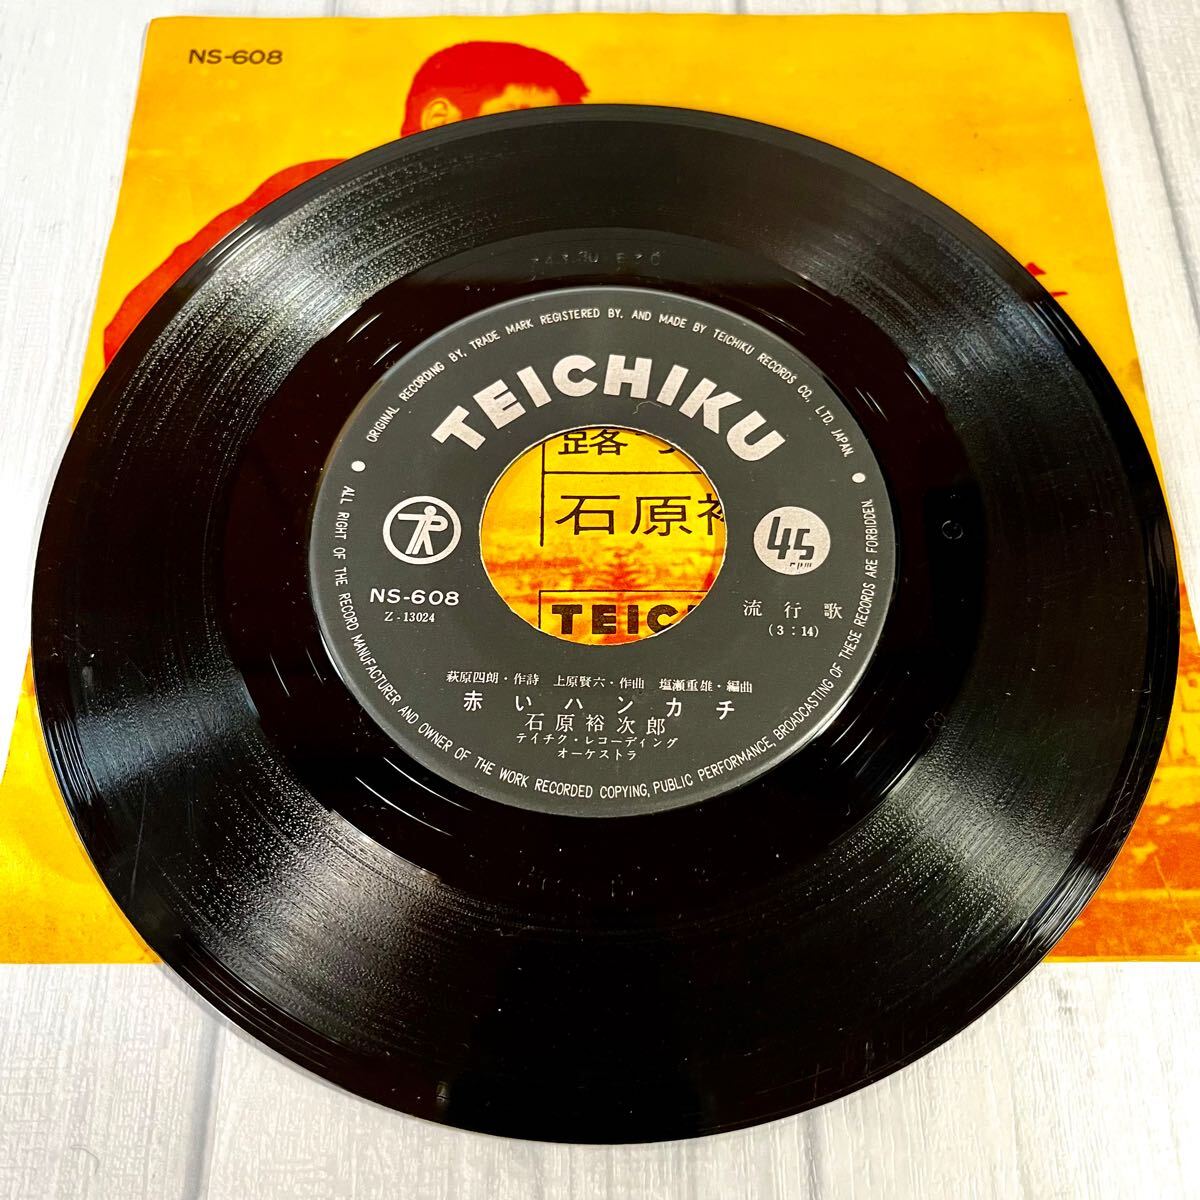 NS-608
ORIGINAL RECORDING BY, TRADE MARK REGISTERED BY, AND MADE BY TEICHIKU RECORDS CO., LTD. JAPAN.
TEICHIKU
路
石原裕
TEIC
45
rpm
NS-608
Z-13024
流行歌
(3:14)
萩原四朗・作詩 上原賢六・作曲 塩瀬重雄・編曲
赤いハンカチ
石原裕次郎
テイチク・レコーディング
オーケストラ
ALL RIGHT OF THE RECORD MANUFACTURER AND OWNER OF THE WORK RECORDED COPYING, PUBLIC PERFORMANCE, BROADCASTING OF THESE RECORDS ARE FORBIDDEN.